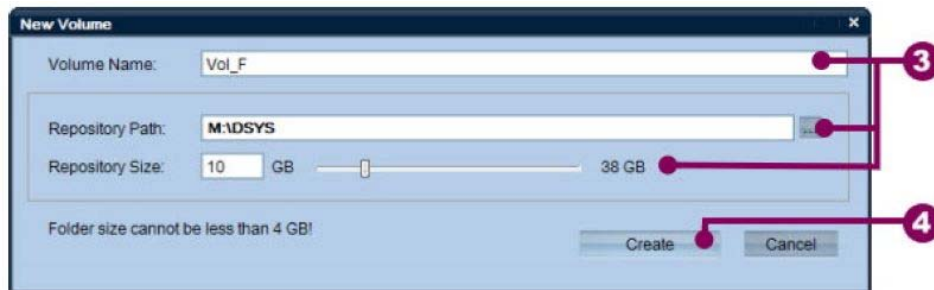 New Volume
Volume Name: Vol_F
3
Repository Path: M:\DSYS ...
Repository Size: 10 GB 38 GB
Folder size cannot be less than 4 GB!
Create Cancel
4